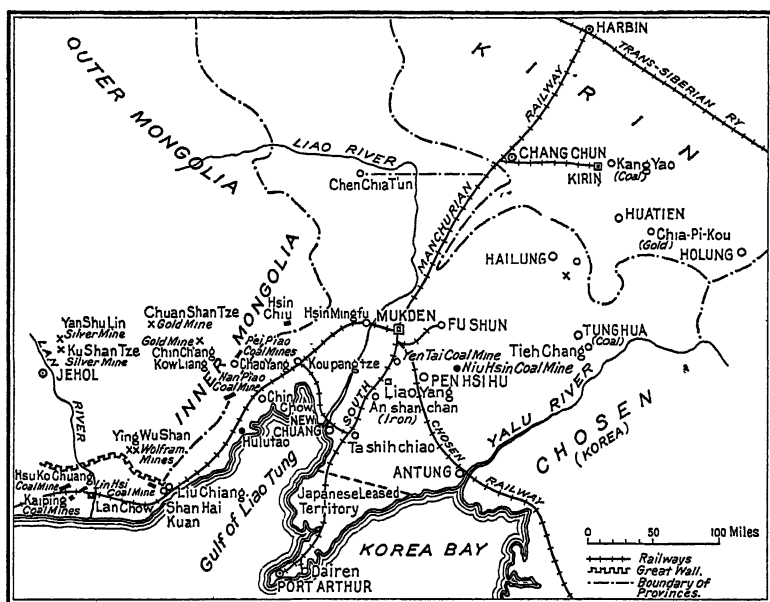 HARBIN
TRANS-SIBERIAN RY
KIRIN
OUTER MONGOLIA
RAILWAY
LIAO RIVER
CHANG CHUN
Kang Yao
(Coal)
KIRIN
Chen Chia Tun
MANCHURIAN
HUATIEN
Chia-Pi-Kou
(Gold)
HAILUNG
HOLUNG
INNER MONGOLIA
Chuan Shan Tze
Gold Mine
Hsin
Chiu
Hsin Mingfu
MUKDEN
FU SHUN
Yan Shu Lin
Silver Mine
Gold Mine
Chin Chang
Kow Liang
Pei Piao
Coal Mines
TUNGHUA
(Coal)
Ku Shan Tze
Silver Mine
Chao Yang
Koupangtze
Yen Tai Coal Mine
Tieh Chang
LAN RIVER
JEHOL
Nan Piao
Coal Mine
Niu Hsin Coal Mine
PEN HSI HU
Liao Yang
Chin
Chow
An shan chan
(Iron)
NEW
CHUANG
SOUTH
YALU RIVER
CHOSEN
(KOREA)
Ying Wu Shan
Wolfram
Mines
Hulutao
Ta shih chiao
CHOSEN
RAILWAY
Hsu Ko Chuang
Coal Mine
Lin Hsi
Coal Mine
ANTUNG
Kaiping
Coal Mines
Lan Chow
Liu Chiang
Shan Hai
Kuan
Gulf of Liao Tung
Japanese Leased
Territory
0 50 100 Miles
KOREA BAY
Dairen
PORT ARTHUR
Railways
Great Wall.
Boundary of
Provinces.